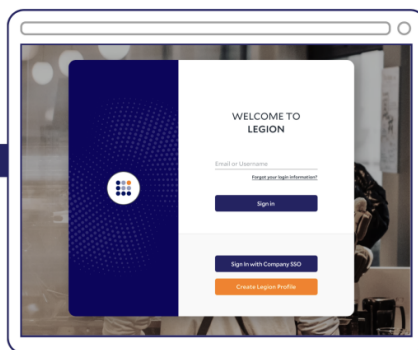 WELCOME TO
LEGION
Email or Username
Forgot your login information?
Sign in
Sign In with Company SSO
Create Legion Profile